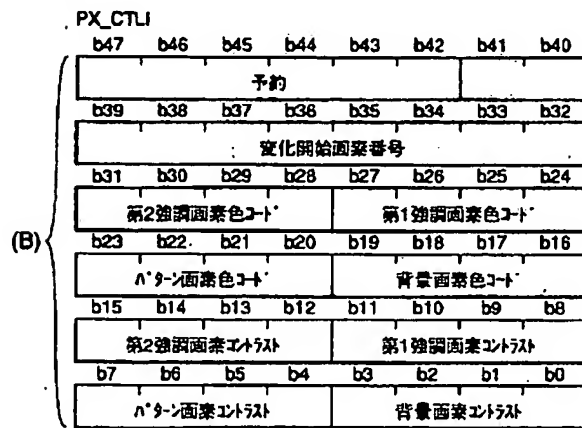 PX_CTLI
b47 b46 b45 b44 b43 b42 b41 b40
予約
b39 b38 b37 b36 b35 b34 b33 b32
変化開始画素番号
b31 b30 b29 b28 b27 b26 b25 b24
第2強調画素色コード 第1強調画素色コード
(B)
b23 b22 b21 b20 b19 b18 b17 b16
パターン画素色コード 背景画素色コード
b15 b14 b13 b12 b11 b10 b9 b8
第2強調画素コントラスト 第1強調画素コントラスト
b7 b6 b5 b4 b3 b2 b1 b0
パターン画素コントラスト 背景画素コントラスト